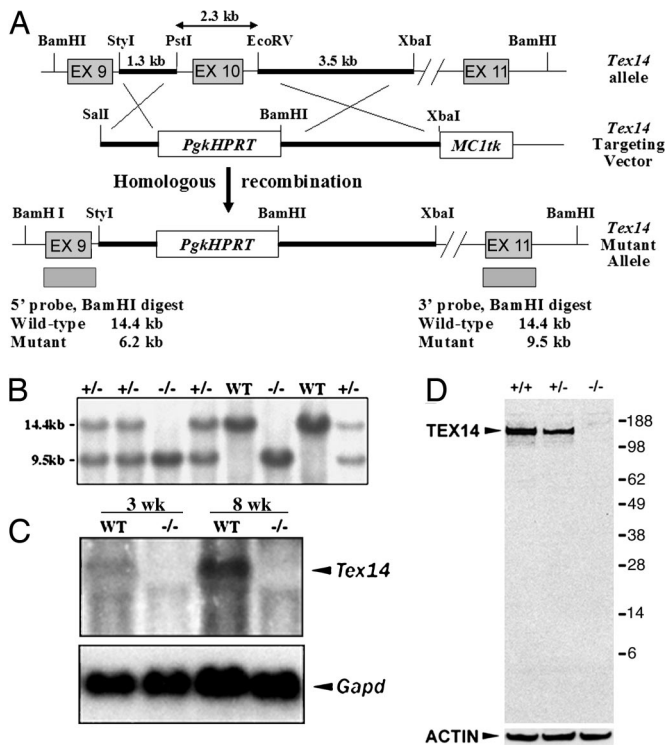 A
2.3 kb
BamHI StyI PstI EcoRV XbaI BamHI
EX 9 1.3 kb EX 10 3.5 kb EX 11
Tex14
allele
SalI BamHI XbaI
PgkHPRT MC1tk
Tex14
Targeting
Vector
Homologous recombination
BamH I StyI BamHI XbaI BamHI
EX 9 PgkHPRT EX 11
Tex14
Mutant
Allele
5' probe, BamHI digest
Wild-type 14.4 kb
Mutant 6.2 kb
3' probe, BamHI digest
Wild-type 14.4 kb
Mutant 9.5 kb
B
+/- +/- -/- +/- WT -/- WT +/-
14.4kb -
9.5kb -
C
3 wk 8 wk
WT -/- WT -/-
Tex14
Gapd
D
+/+ +/- -/-
TEX14
-188
-98
-62
-49
-38
-28
-14
-6
ACTIN